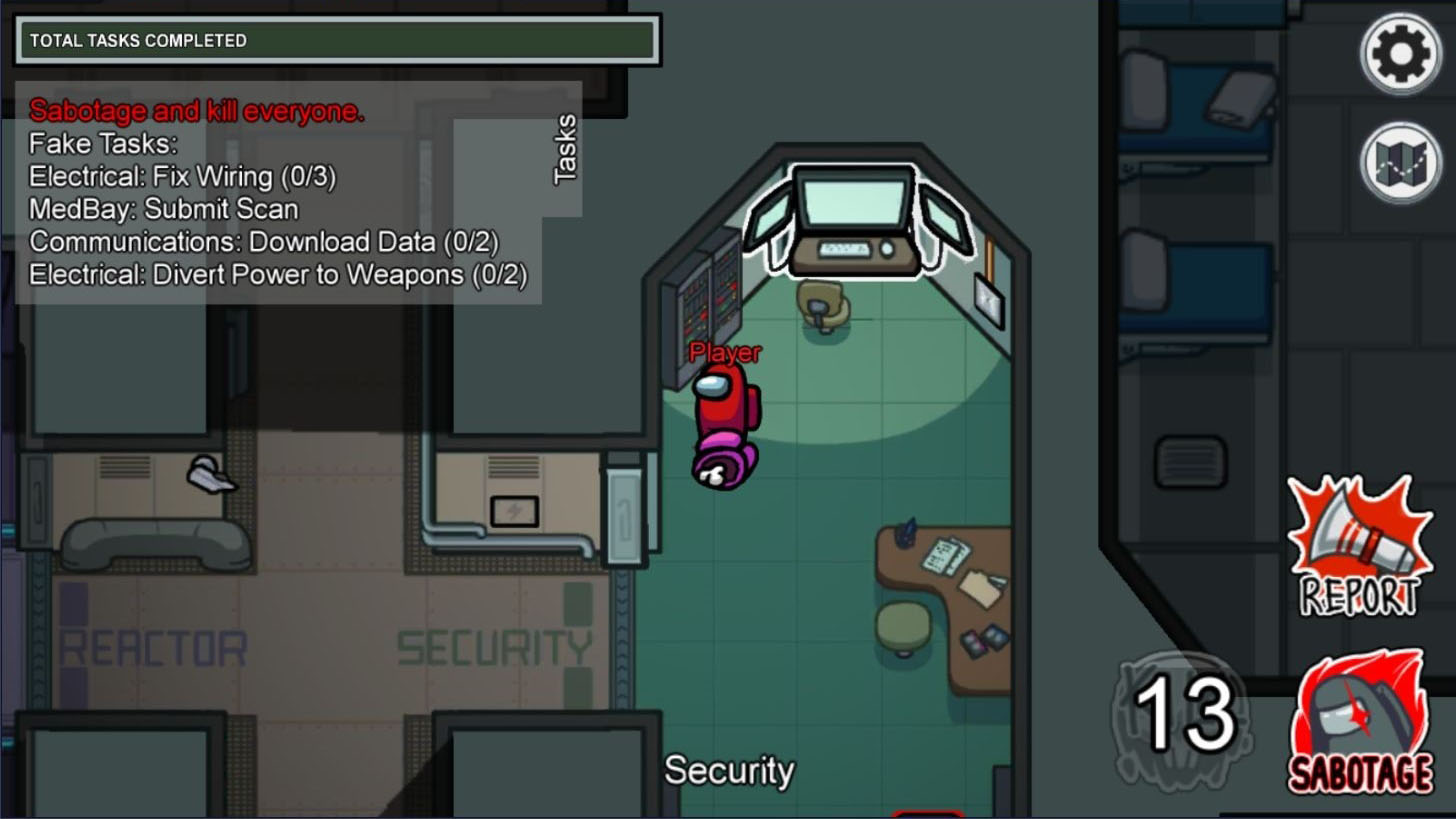 TOTAL TASKS COMPLETED
Sabotage and kill everyone.
Fake Tasks:
Electrical: Fix Wiring (0/3)
MedBay: Submit Scan
Communications: Download Data (0/2)
Electrical: Divert Power to Weapons (0/2)
Tasks
Player
REPORT
REACTOR
SECURITY
13
SABOTAGE
Security